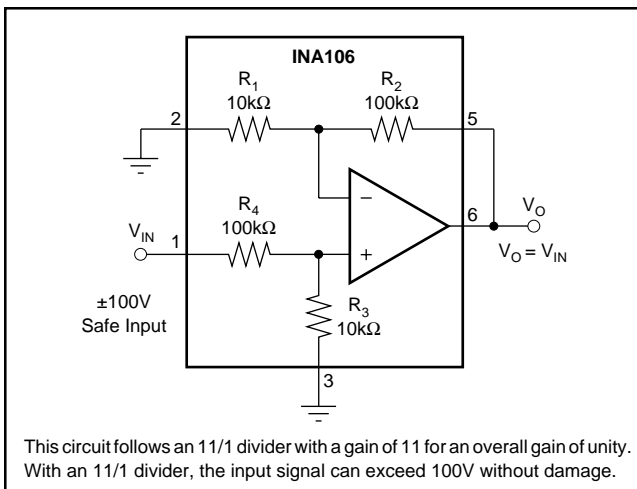 INA106
R1
10kΩ
R2
100kΩ
2
5
−
+
6
VO
VO = VIN
VIN
1
R4
100kΩ
±100V
Safe Input
R3
10kΩ
3
This circuit follows an 11/1 divider with a gain of 11 for an overall gain of unity.
With an 11/1 divider, the input signal can exceed 100V without damage.